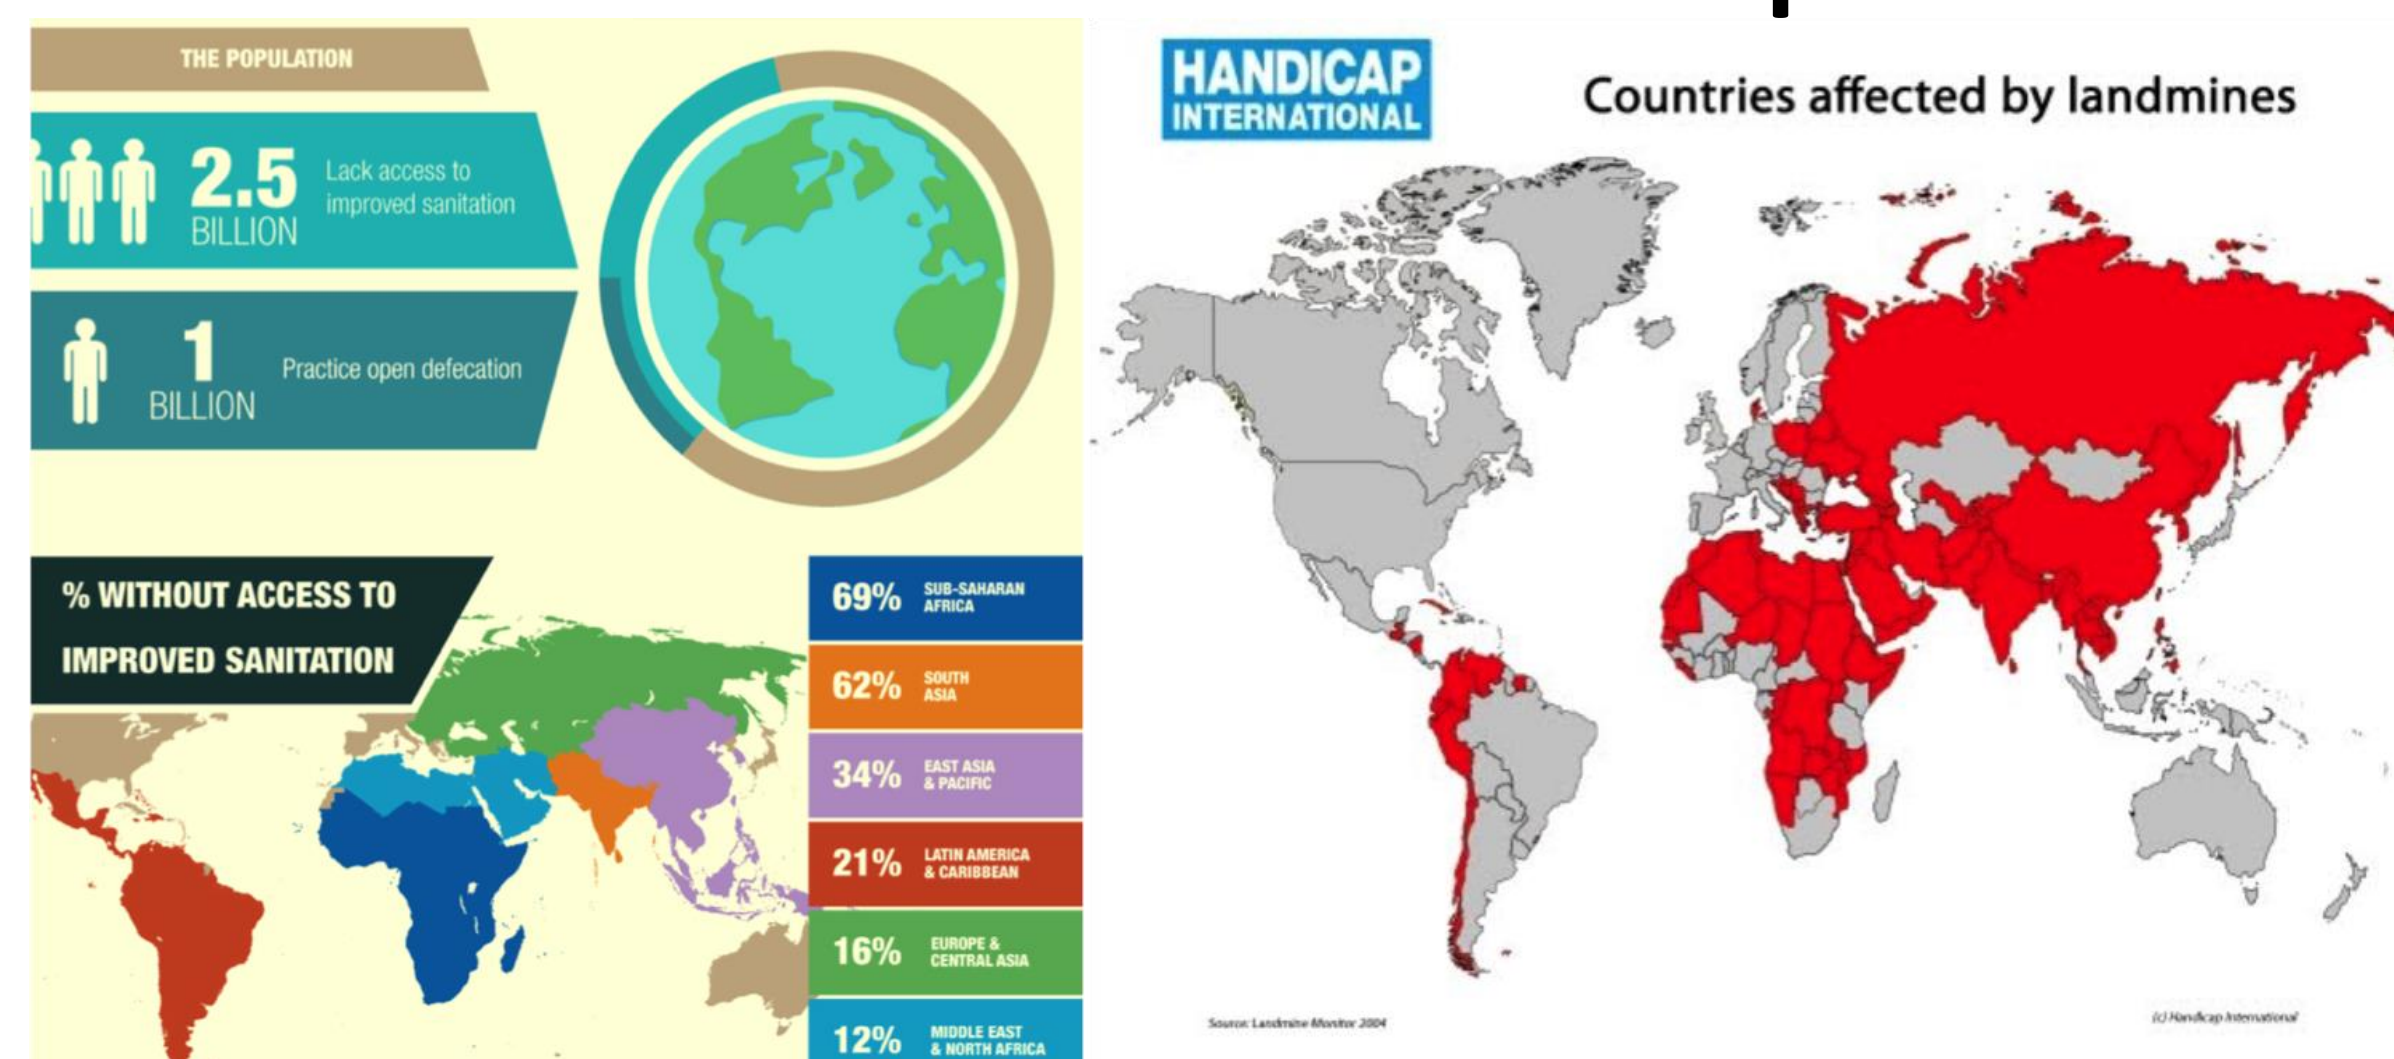 THE POPULATION
2.5
BILLION
Lack access to
improved sanitation
1
BILLION
Practice open defecation
% WITHOUT ACCESS TO
IMPROVED SANITATION
69% SUB-SAHARAN
AFRICA
62% SOUTH
ASIA
34% EAST ASIA
& PACIFIC
21% LATIN AMERICA
& CARIBBEAN
16% EUROPE &
CENTRAL ASIA
12% MIDDLE EAST
& NORTH AFRICA
HANDICAP
INTERNATIONAL
Countries affected by landmines
Source: Landmine Monitor 2004
(c) Handicap International